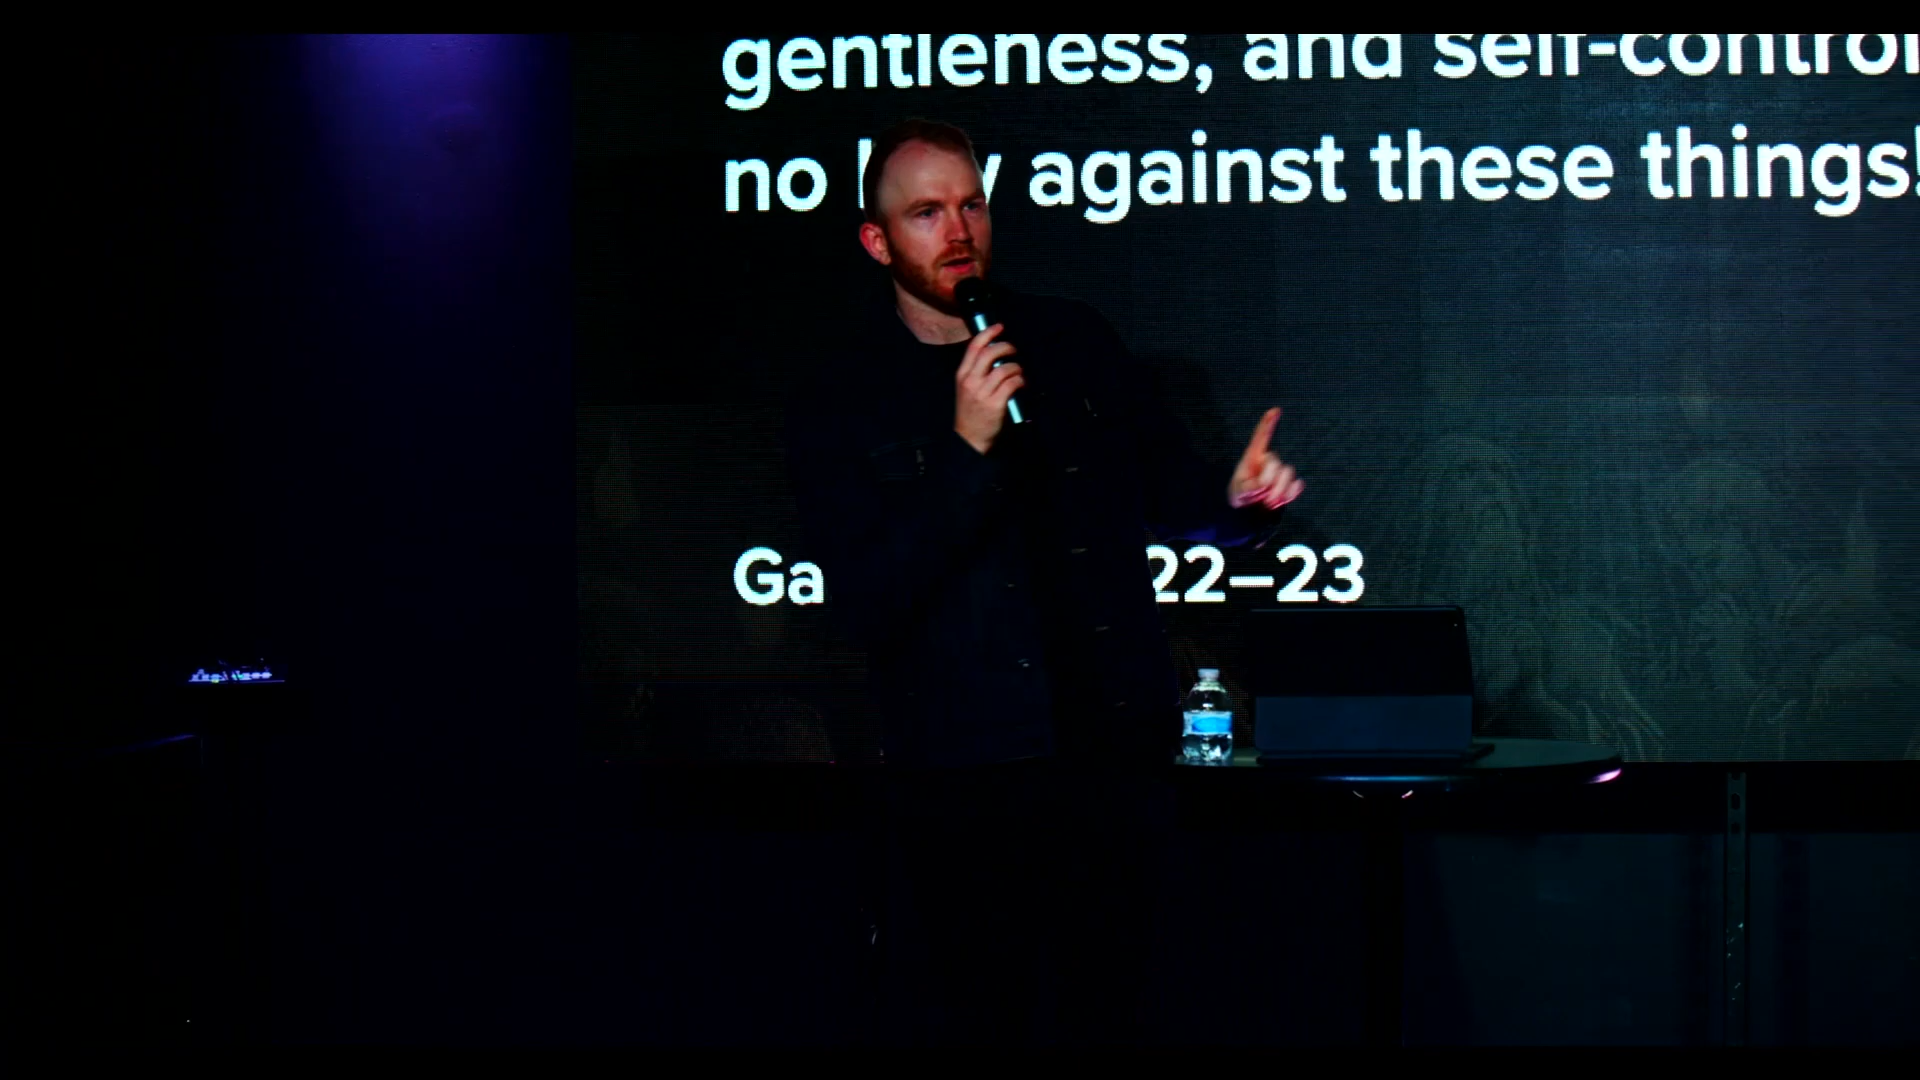 gentleness, and self-control
no against these things!
Ga 22–23